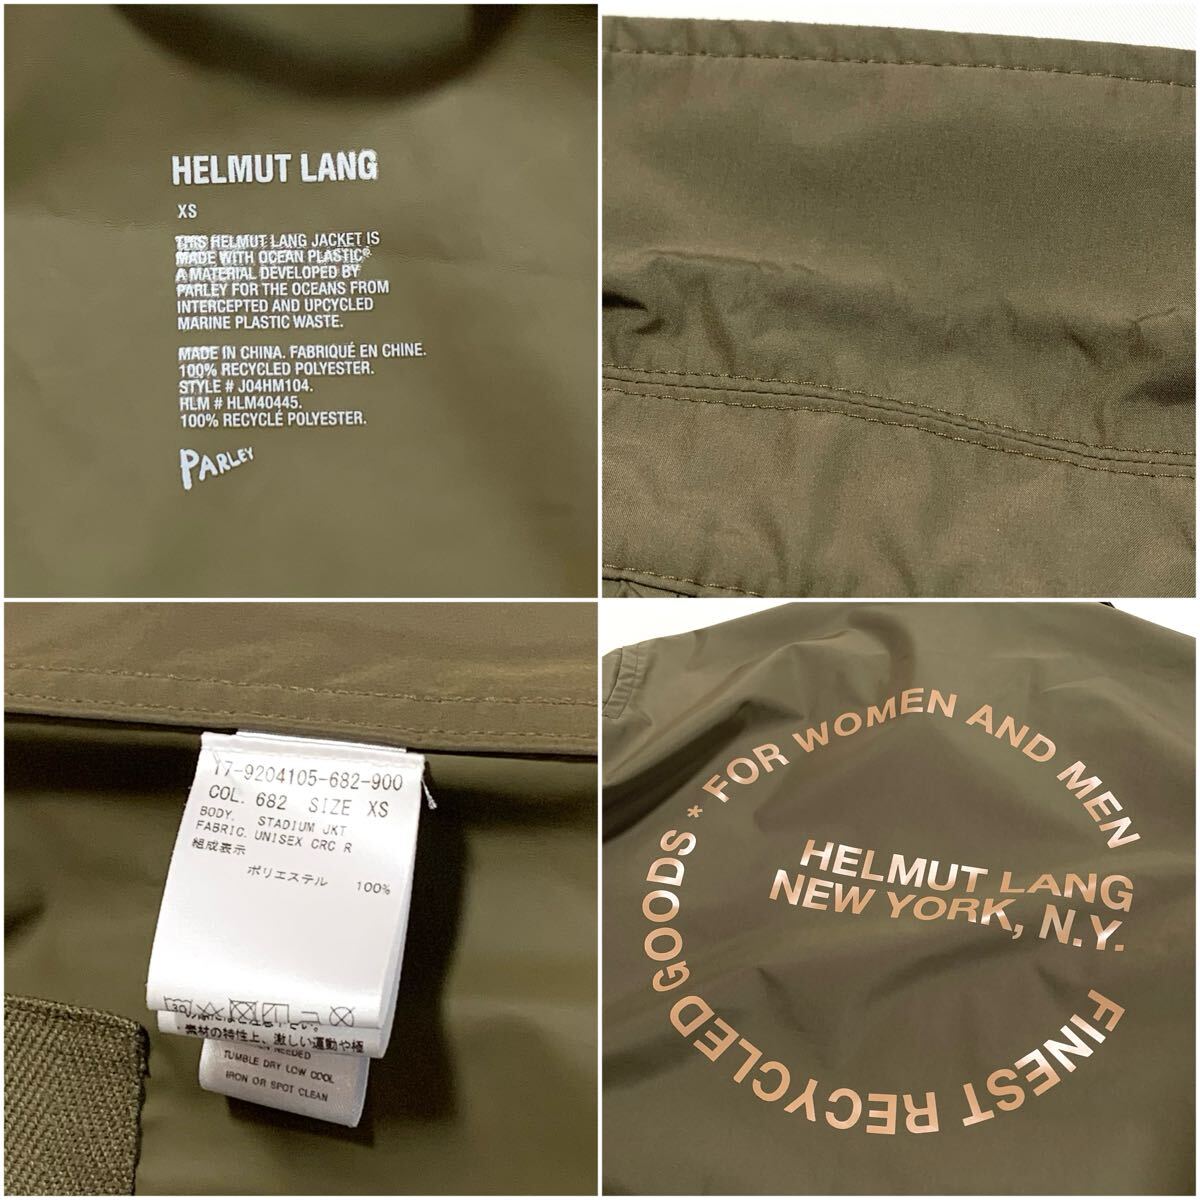 HELMUT LANG
XS
THIS HELMUT LANG JACKET IS
MADE WITH OCEAN PLASTIC®
A MATERIAL DEVELOPED BY
PARLEY FOR THE OCEANS FROM
INTERCEPTED AND UPCYCLED
MARINE PLASTIC WASTE.
MADE IN CHINA. FABRIQUÉ EN CHINE.
100% RECYCLED POLYESTER.
STYLE # J04HM104.
HLM # HLM40445.
100% RECYCLÉ POLYESTER.
PARLEY
17-9204105-682-900
COL. 682 SIZE XS
BODY. STADIUM JKT
FABRIC. UNISEX CRC R
組成表示
ポリエステル 100%
素材の特性上、激しい運動や極
NEEDED
TUMBLE DRY LOW COOL
IRON OR SPOT CLEAN
* FOR WOMEN AND MEN
FINEST RECYCLED GOODS
HELMUT LANG
NEW YORK, N.Y.